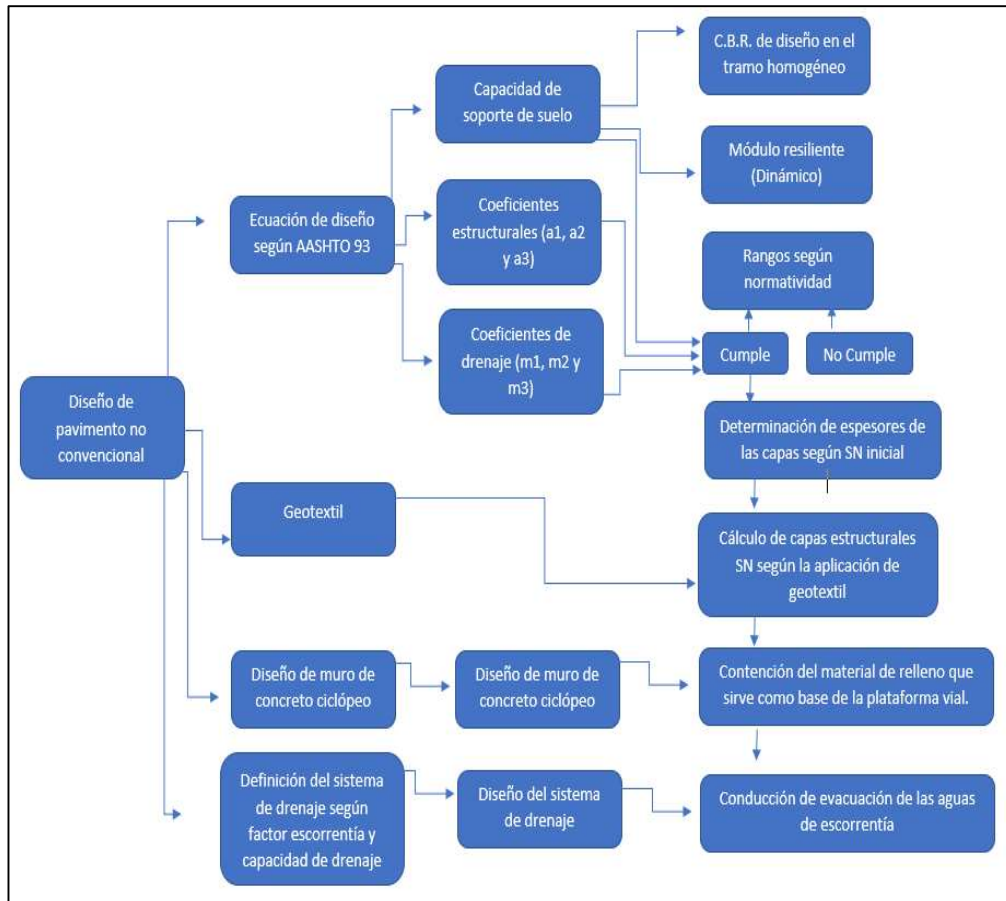 C.B.R. de diseño en el
tramo homogéneo
Capacidad de
soporte de suelo
Módulo resiliente
(Dinámico)
Ecuación de diseño
según AASHTO 93
Coeficientes
estructurales (a1, a2
y a3)
Rangos según
normatividad
Coeficientes de
drenaje (m1, m2 y
m3)
Cumple
No Cumple
Diseño de
pavimento no
convencional
Determinación de espesores de
las capas según SN inicial
Geotextil
Cálculo de capas estructurales
SN según la aplicación de
geotextil
Diseño de muro de
concreto ciclópeo
Diseño de muro de
concreto ciclópeo
Contención del material de relleno que
sirve como base de la plataforma vial.
Definición del sistema
de drenaje según
factor escorrentía y
capacidad de drenaje
Diseño del sistema
de drenaje
Conducción de evacuación de las aguas
de escorrentía